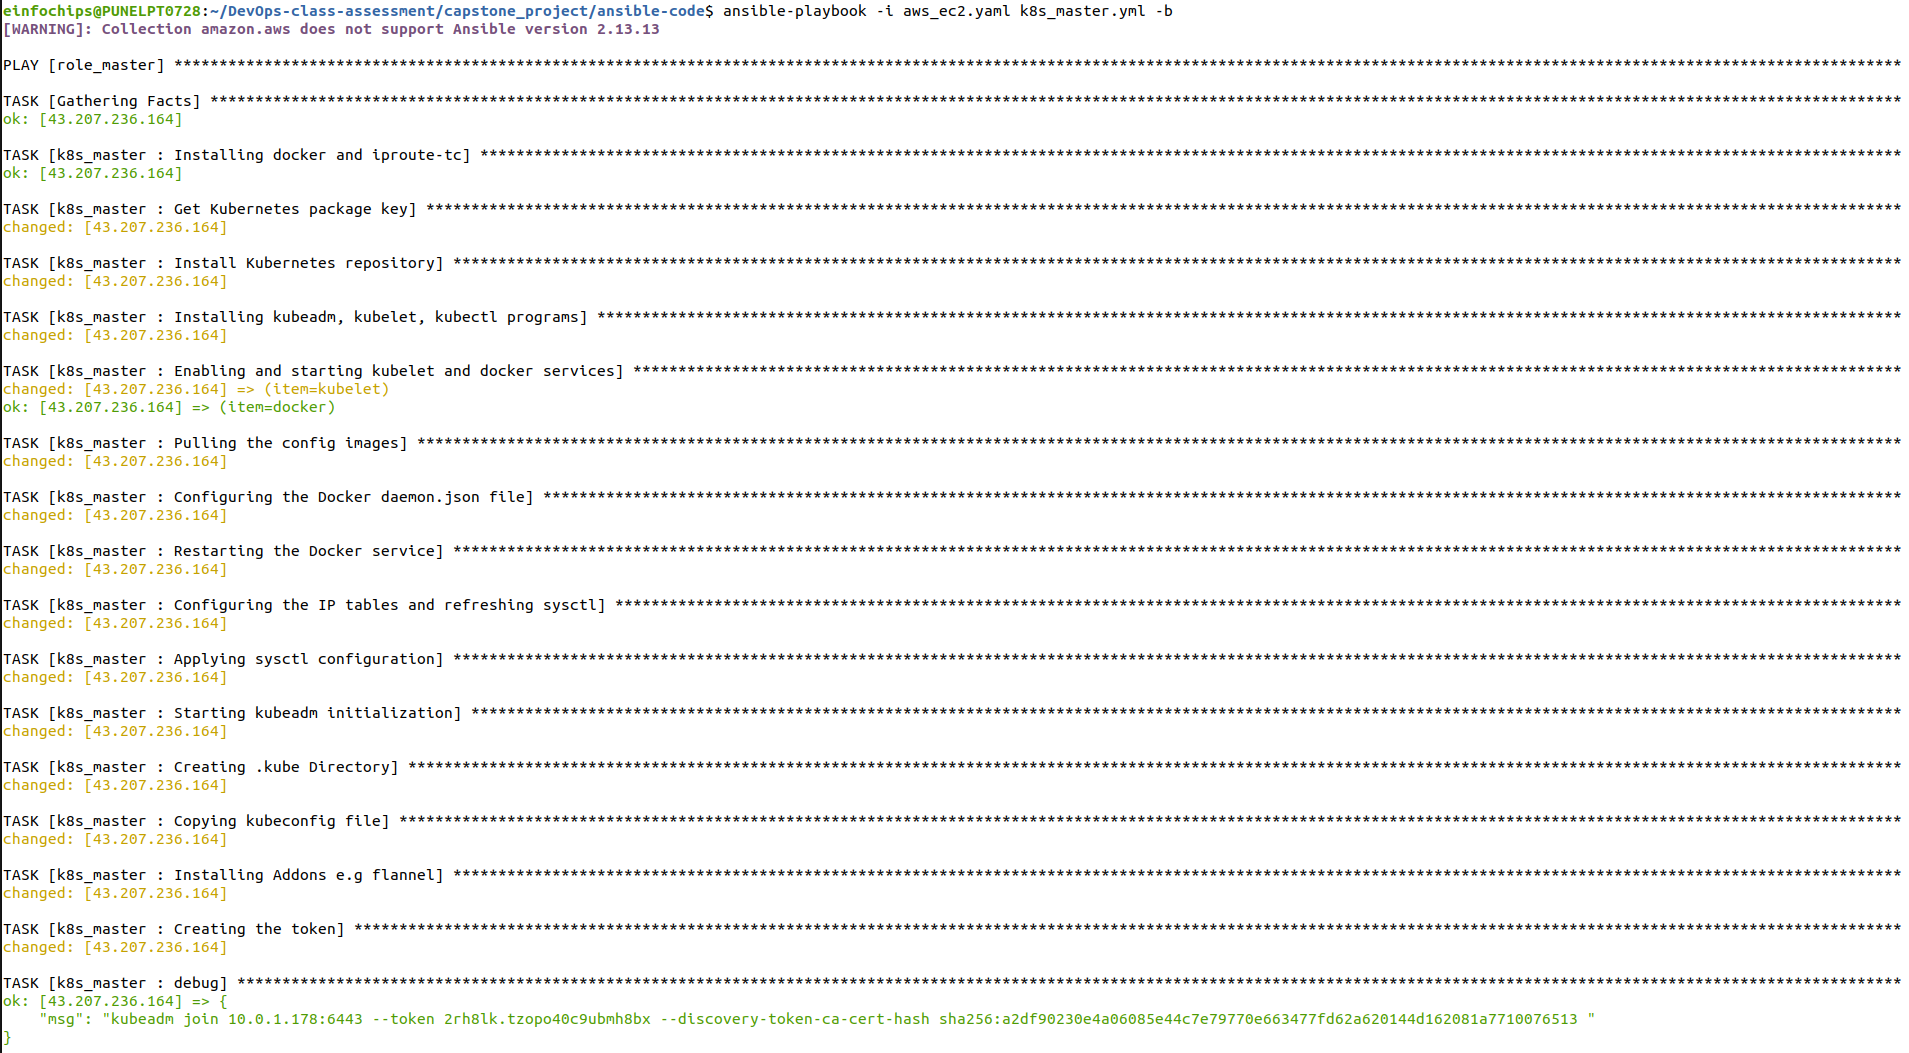 einfochips@PUNELPT0728:~/DevOps-class-assessment/capstone_project/ansible-code$ ansible-playbook -i aws_ec2.yaml k8s_master.yml -b
[WARNING]: Collection amazon.aws does not support Ansible version 2.13.13
PLAY [role_master] ****************************************************************************************************************************************************************************************************
TASK [Gathering Facts] ************************************************************************************************************************************************************************************************
ok: [43.207.236.164]
TASK [k8s_master : Installing docker and iproute-tc] **************************************************************************************************************************************************************
ok: [43.207.236.164]
TASK [k8s_master : Get Kubernetes package key] ********************************************************************************************************************************************************************
changed: [43.207.236.164]
TASK [k8s_master : Install Kubernetes repository] *****************************************************************************************************************************************************************
changed: [43.207.236.164]
TASK [k8s_master : Installing kubeadm, kubelet, kubectl programs] *************************************************************************************************************************************************
changed: [43.207.236.164]
TASK [k8s_master : Enabling and starting kubelet and docker services] *********************************************************************************************************************************************
changed: [43.207.236.164] => (item=kubelet)
ok: [43.207.236.164] => (item=docker)
TASK [k8s_master : Pulling the config images] *********************************************************************************************************************************************************************
changed: [43.207.236.164]
TASK [k8s_master : Configuring the Docker daemon.json file] *******************************************************************************************************************************************************
changed: [43.207.236.164]
TASK [k8s_master : Restarting the Docker service] *****************************************************************************************************************************************************************
changed: [43.207.236.164]
TASK [k8s_master : Configuring the IP tables and refreshing sysctl] ***********************************************************************************************************************************************
changed: [43.207.236.164]
TASK [k8s_master : Applying sysctl configuration] *****************************************************************************************************************************************************************
changed: [43.207.236.164]
TASK [k8s_master : Starting kubeadm initialization] ***************************************************************************************************************************************************************
changed: [43.207.236.164]
TASK [k8s_master : Creating .kube Directory] **********************************************************************************************************************************************************************
changed: [43.207.236.164]
TASK [k8s_master : Copying kubeconfig file] ***********************************************************************************************************************************************************************
changed: [43.207.236.164]
TASK [k8s_master : Installing Addons e.g flannel] *****************************************************************************************************************************************************************
changed: [43.207.236.164]
TASK [k8s_master : Creating the token] ****************************************************************************************************************************************************************************
changed: [43.207.236.164]
TASK [k8s_master : debug] *****************************************************************************************************************************************************************************************
ok: [43.207.236.164] => {
    "msg": "kubeadm join 10.0.1.178:6443 --token 2rh8lk.tzopo40c9ubmh8bx --discovery-token-ca-cert-hash sha256:a2df90230e4a06085e44c7e79770e663477fd62a620144d162081a7710076513 "
}